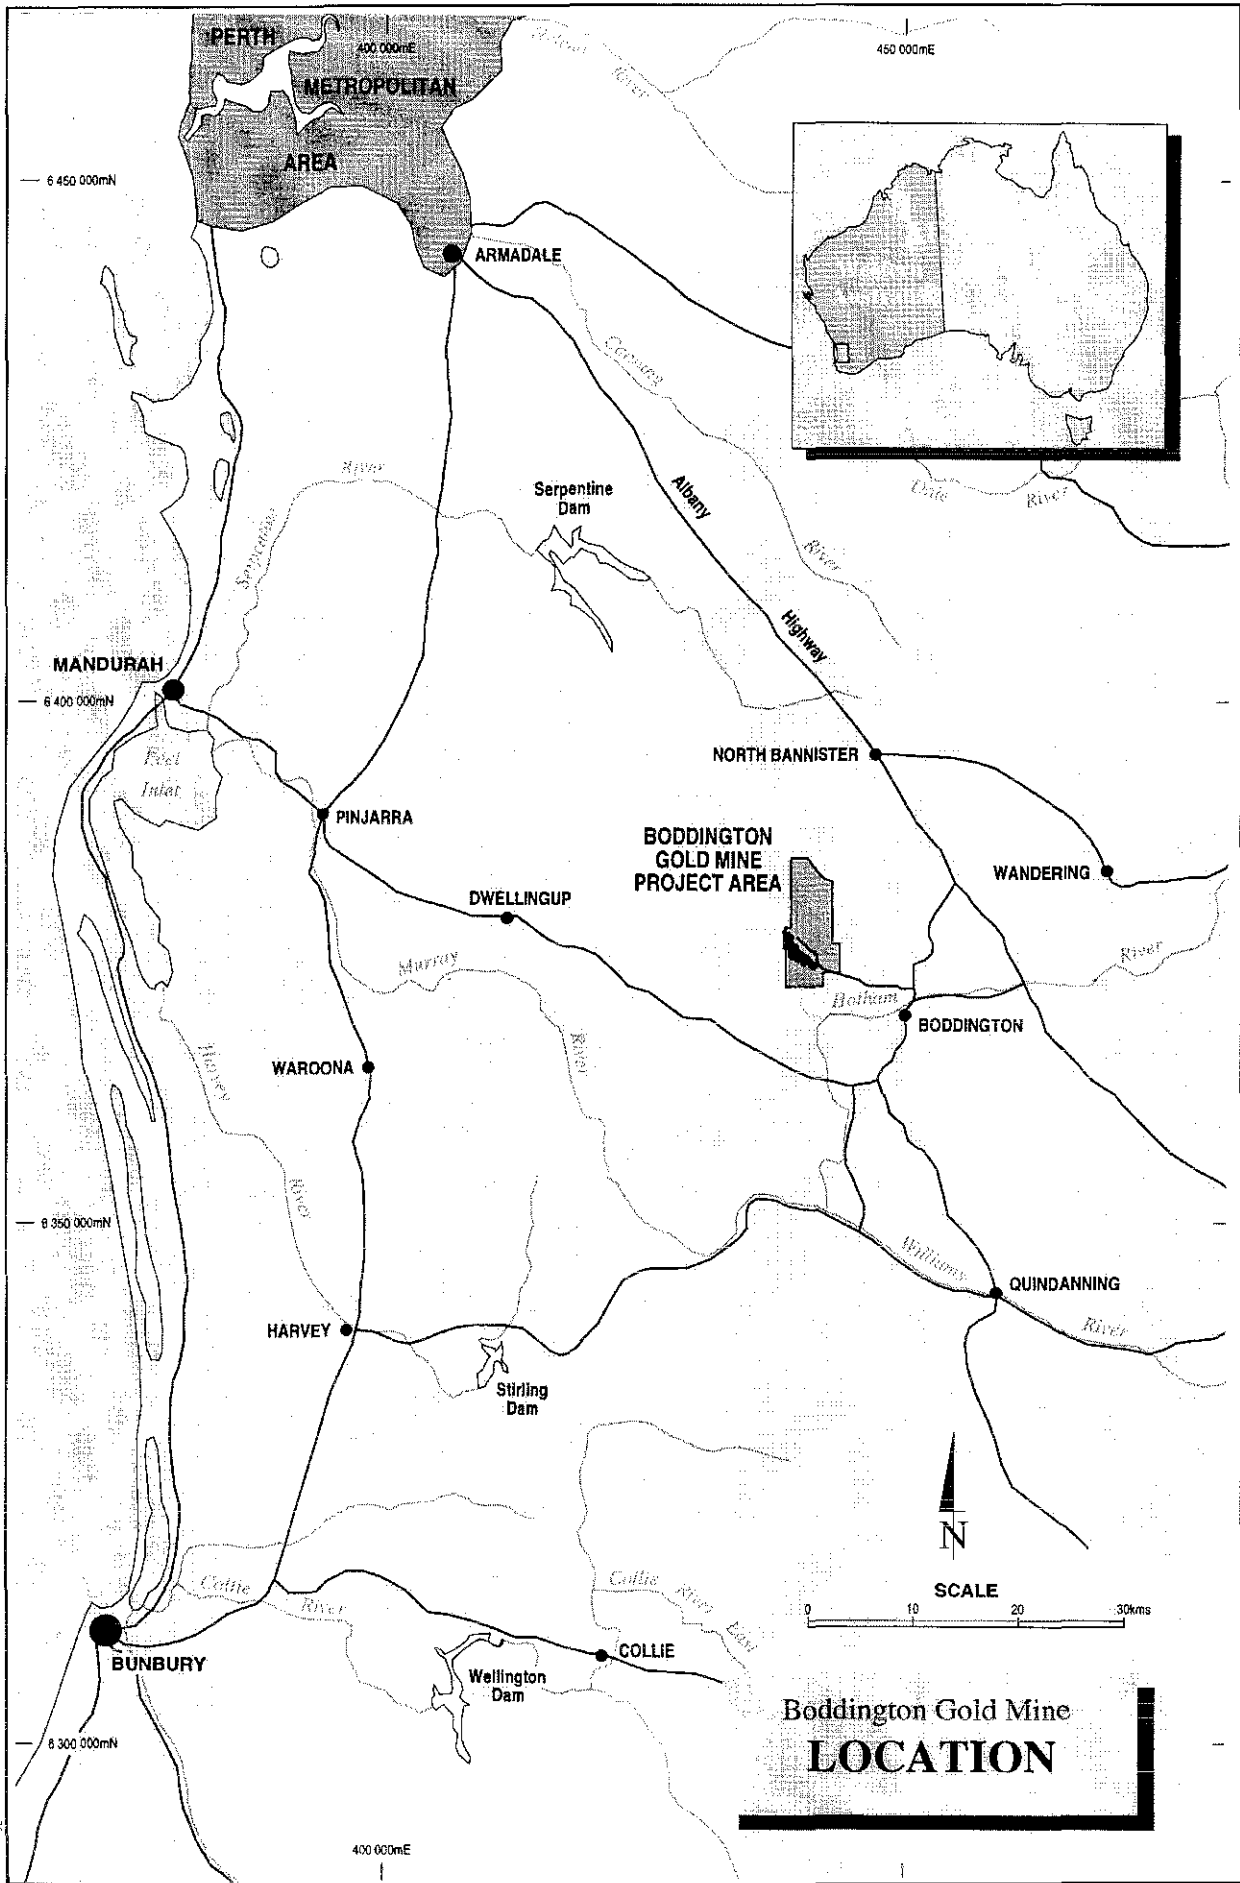 PERTH
400 000mE
450 000mE
River
METROPOLITAN
AREA
6 450 000mN
ARMADALE
Canning
River
Serpentine
Dam
Albany
River
Dale
River
Serpentine
Highway
MANDURAH
6 400 000mN
NORTH BANNISTER
Peel
Inlet
PINJARRA
BODDINGTON
GOLD MINE
PROJECT AREA
WANDERING
DWELLINGUP
Murray
River
River
Hotham
BODDINGTON
Harvey
WAROONA
River
6 350 000mN
Williams
QUINDANNING
River
HARVEY
Stirling
Dam
N
SCALE
Collie
River
Collie River East
0 10 20 30kms
BUNBURY
COLLIE
Wellington
Dam
Boddington Gold Mine
LOCATION
6 300 000mN
400 000mE